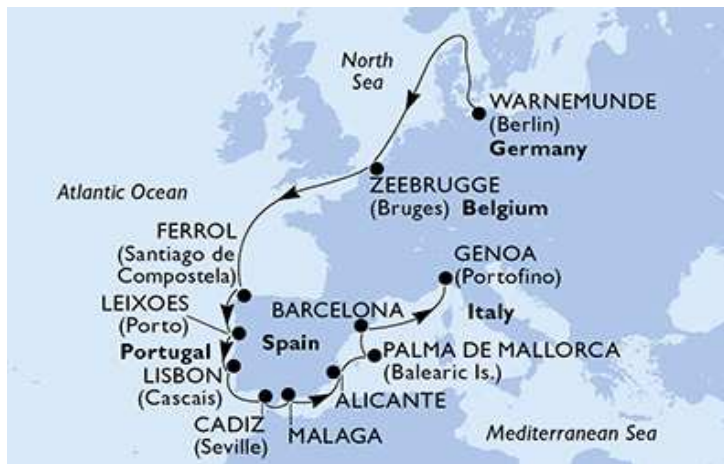 North
Sea
WARNEMUNDE
(Berlin)
Germany
Atlantic Ocean
ZEEBRUGGE
(Bruges) Belgium
FERROL
(Santiago de
Compostela)
GENOA
(Portofino)
Italy
LEIXOES
(Porto)
BARCELONA
Portugal
Spain
PALMA DE MALLORCA
(Balearic Is.)
LISBON
(Cascais)
ALICANTE
CADIZ
(Seville)
MALAGA
Mediterranean Sea